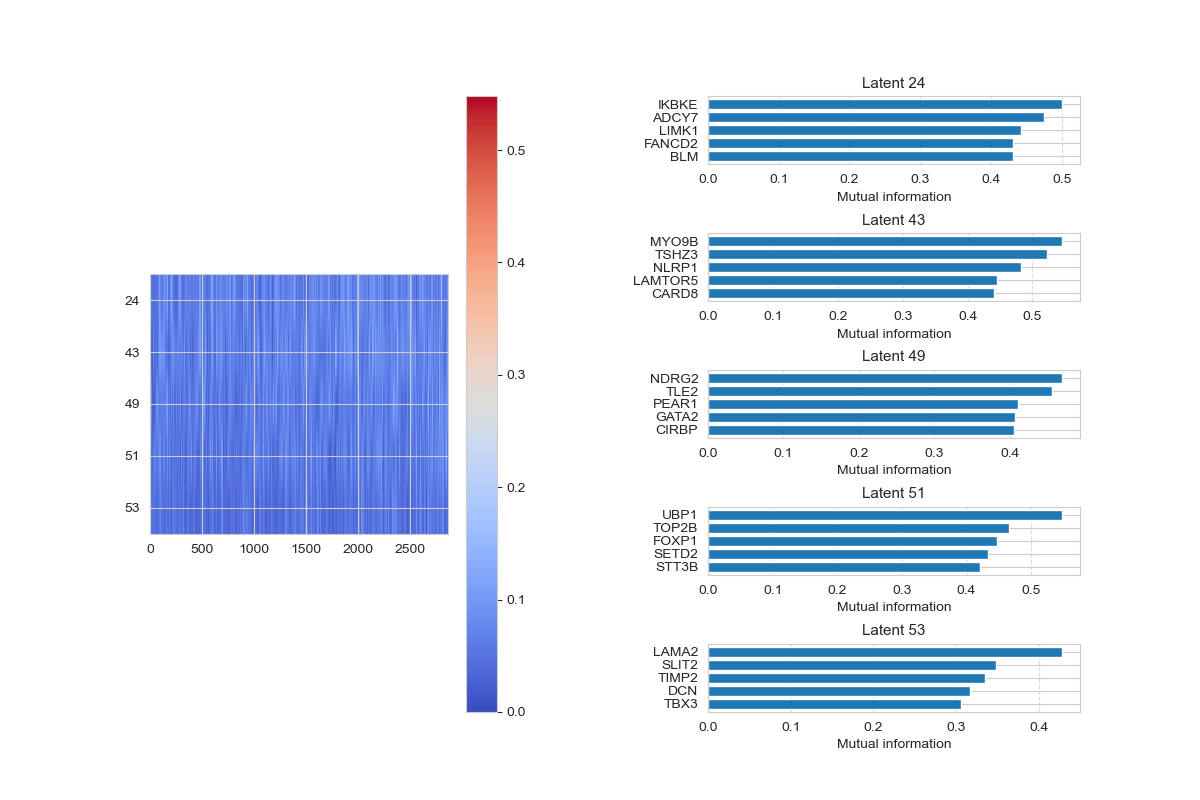 24
43
49
51
53
0 500 1000 1500 2000 2500
0.5
0.4
0.3
0.2
0.1
0.0
Latent 24
IKBKE
ADCY7
LIMK1
FANCD2
BLM
0.0 0.1 0.2 0.3 0.4 0.5
Mutual information
Latent 43
MYO9B
TSHZ3
NLRP1
LAMTOR5
CARD8
0.0 0.1 0.2 0.3 0.4 0.5
Mutual information
Latent 49
NDRG2
TLE2
PEAR1
GATA2
CIRBP
0.0 0.1 0.2 0.3 0.4
Mutual information
Latent 51
UBP1
TOP2B
FOXP1
SETD2
STT3B
0.0 0.1 0.2 0.3 0.4 0.5
Mutual information
Latent 53
LAMA2
SLIT2
TIMP2
DCN
TBX3
0.0 0.1 0.2 0.3 0.4
Mutual information